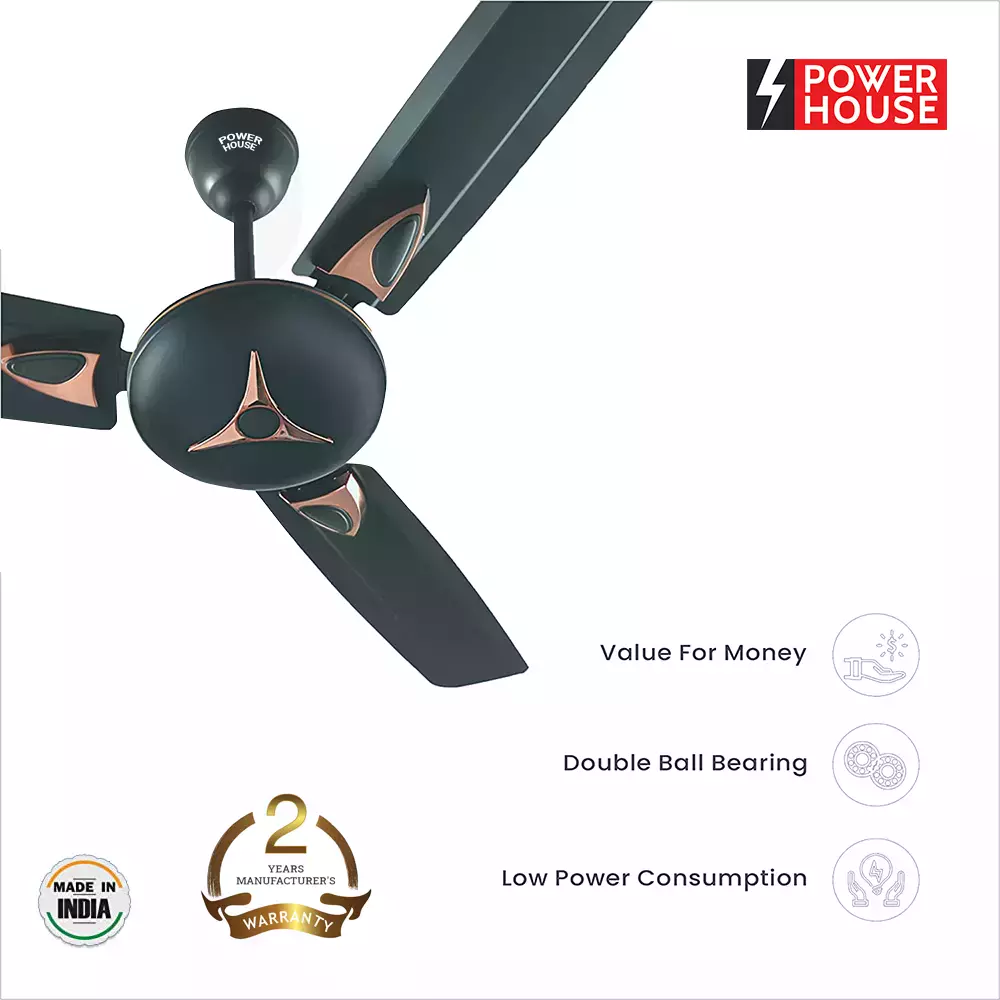 POWER
HOUSE
POWER
HOUSE
Value For Money
Double Ball Bearing
Low Power Consumption
MADE IN
INDIA
2
YEARS
MANUFACTURER'S
WARRANTY